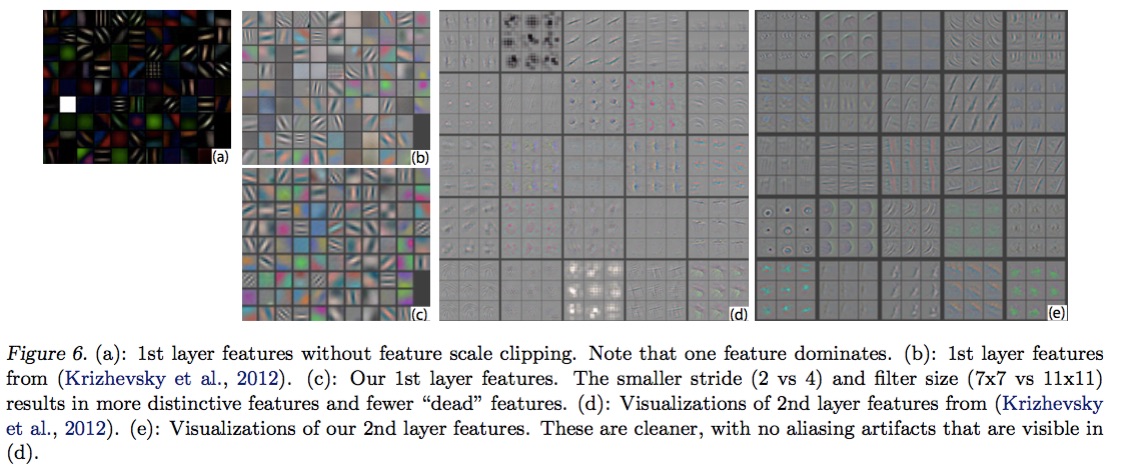 (a)
(b)
(c)
(d)
(e)
Figure 6. (a): 1st layer features without feature scale clipping. Note that one feature dominates. (b): 1st layer features
from (Krizhevsky et al., 2012). (c): Our 1st layer features. The smaller stride (2 vs 4) and filter size (7x7 vs 11x11)
results in more distinctive features and fewer “dead” features. (d): Visualizations of 2nd layer features from (Krizhevsky
et al., 2012). (e): Visualizations of our 2nd layer features. These are cleaner, with no aliasing artifacts that are visible in
(d).